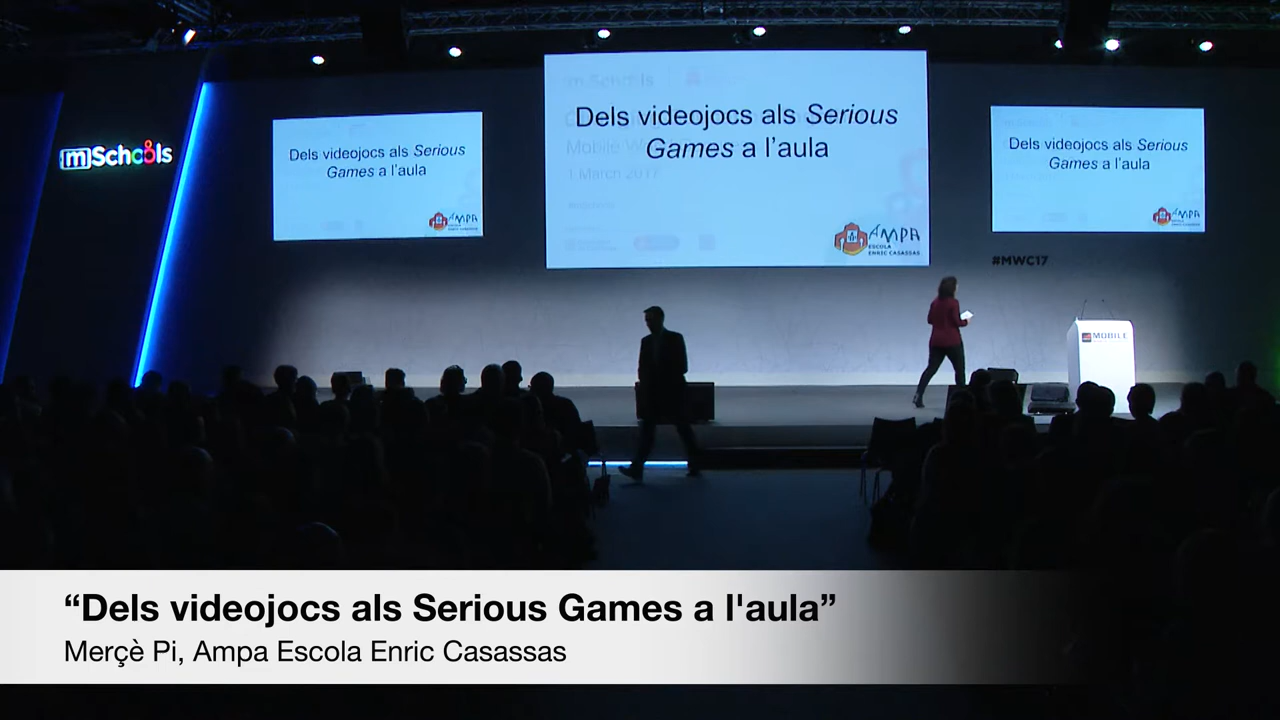 [m]Schools
Dels videojocs als Serious
Games a l'aula
AMPA
Dels videojocs als Serious
Games a l'aula
1 March 2017
AMPA
ESCOLA
ENRIC CASASSAS
Dels videojocs als Serious
Games a l'aula
AMPA
#MWC17
MOBILE
“Dels videojocs als Serious Games a l'aula”
Merçè Pi, Ampa Escola Enric Casassas